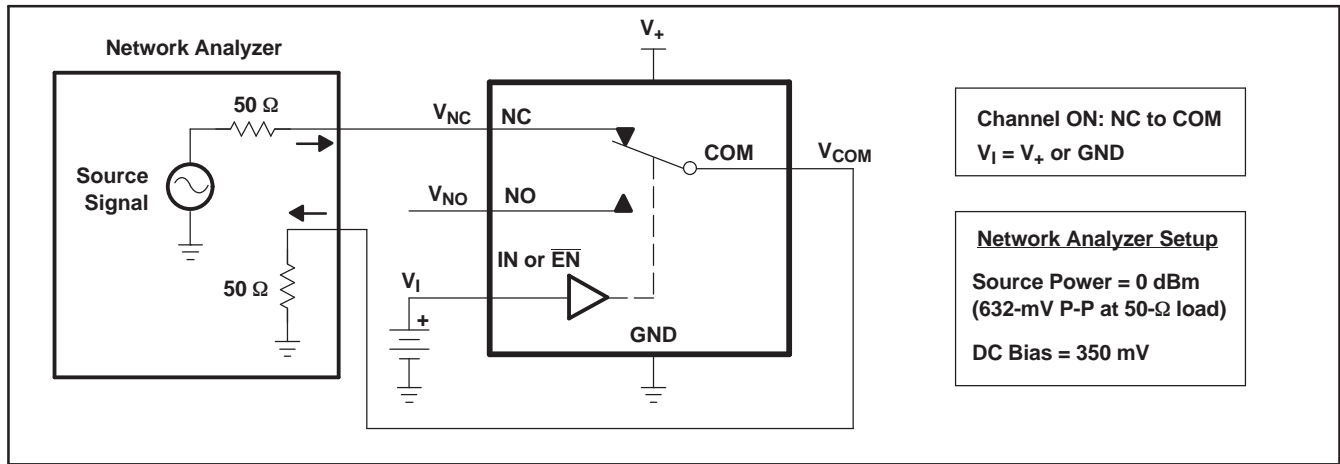 V+
Network Analyzer
50 Ω
VNC
NC
Channel ON: NC to COM
VI = V+ or GND
COM
VCOM
Source
Signal
VNO
NO
Network Analyzer Setup
Source Power = 0 dBm
(632-mV P-P at 50-Ω load)
DC Bias = 350 mV
IN or E̅N̅
50 Ω
VI
+
GND